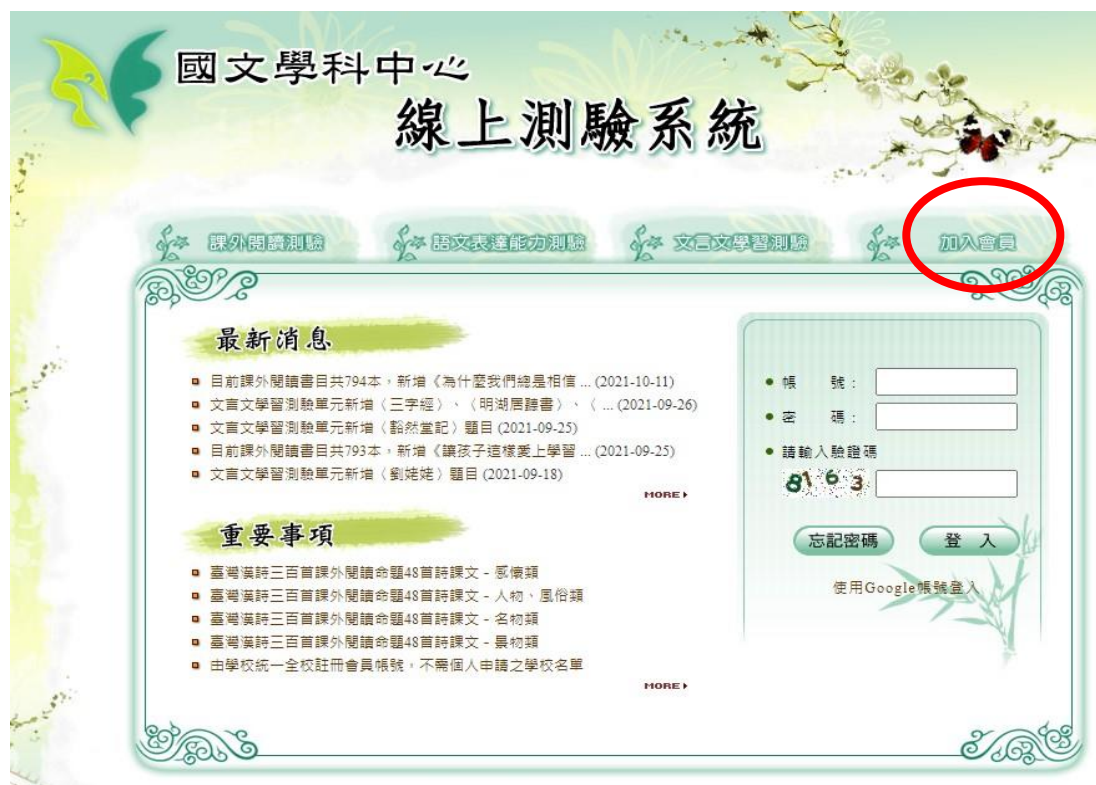 國文學科中心
線上測驗系統
課外閱讀測驗 語文表達能力測驗 文言文學習測驗 加入會員
最新消息
目前課外閱讀書目共794本，新增《為什麼我們總是相信 ... (2021-10-11)
文言文學習測驗單元新增〈三字經〉、〈明湖居聽書〉、〈 ... (2021-09-26)
文言文學習測驗單元新增〈豁然堂記〉題目 (2021-09-25)
目前課外閱讀書目共793本，新增《讓孩子這樣愛上學習 ... (2021-09-25)
文言文學習測驗單元新增〈劉姥姥〉題目 (2021-09-18)
MORE
重要事項
臺灣漢詩三百首課外閱讀命題48首詩課文 - 感懷類
臺灣漢詩三百首課外閱讀命題48首詩課文 - 人物、風俗類
臺灣漢詩三百首課外閱讀命題48首詩課文 - 名物類
臺灣漢詩三百首課外閱讀命題48首詩課文 - 景物類
由學校統一全校註冊會員帳號，不需個人申請之學校名單
MORE
帳 號：
密 碼：
請輸入驗證碼
8163
忘記密碼 登 入
使用Google帳號登入